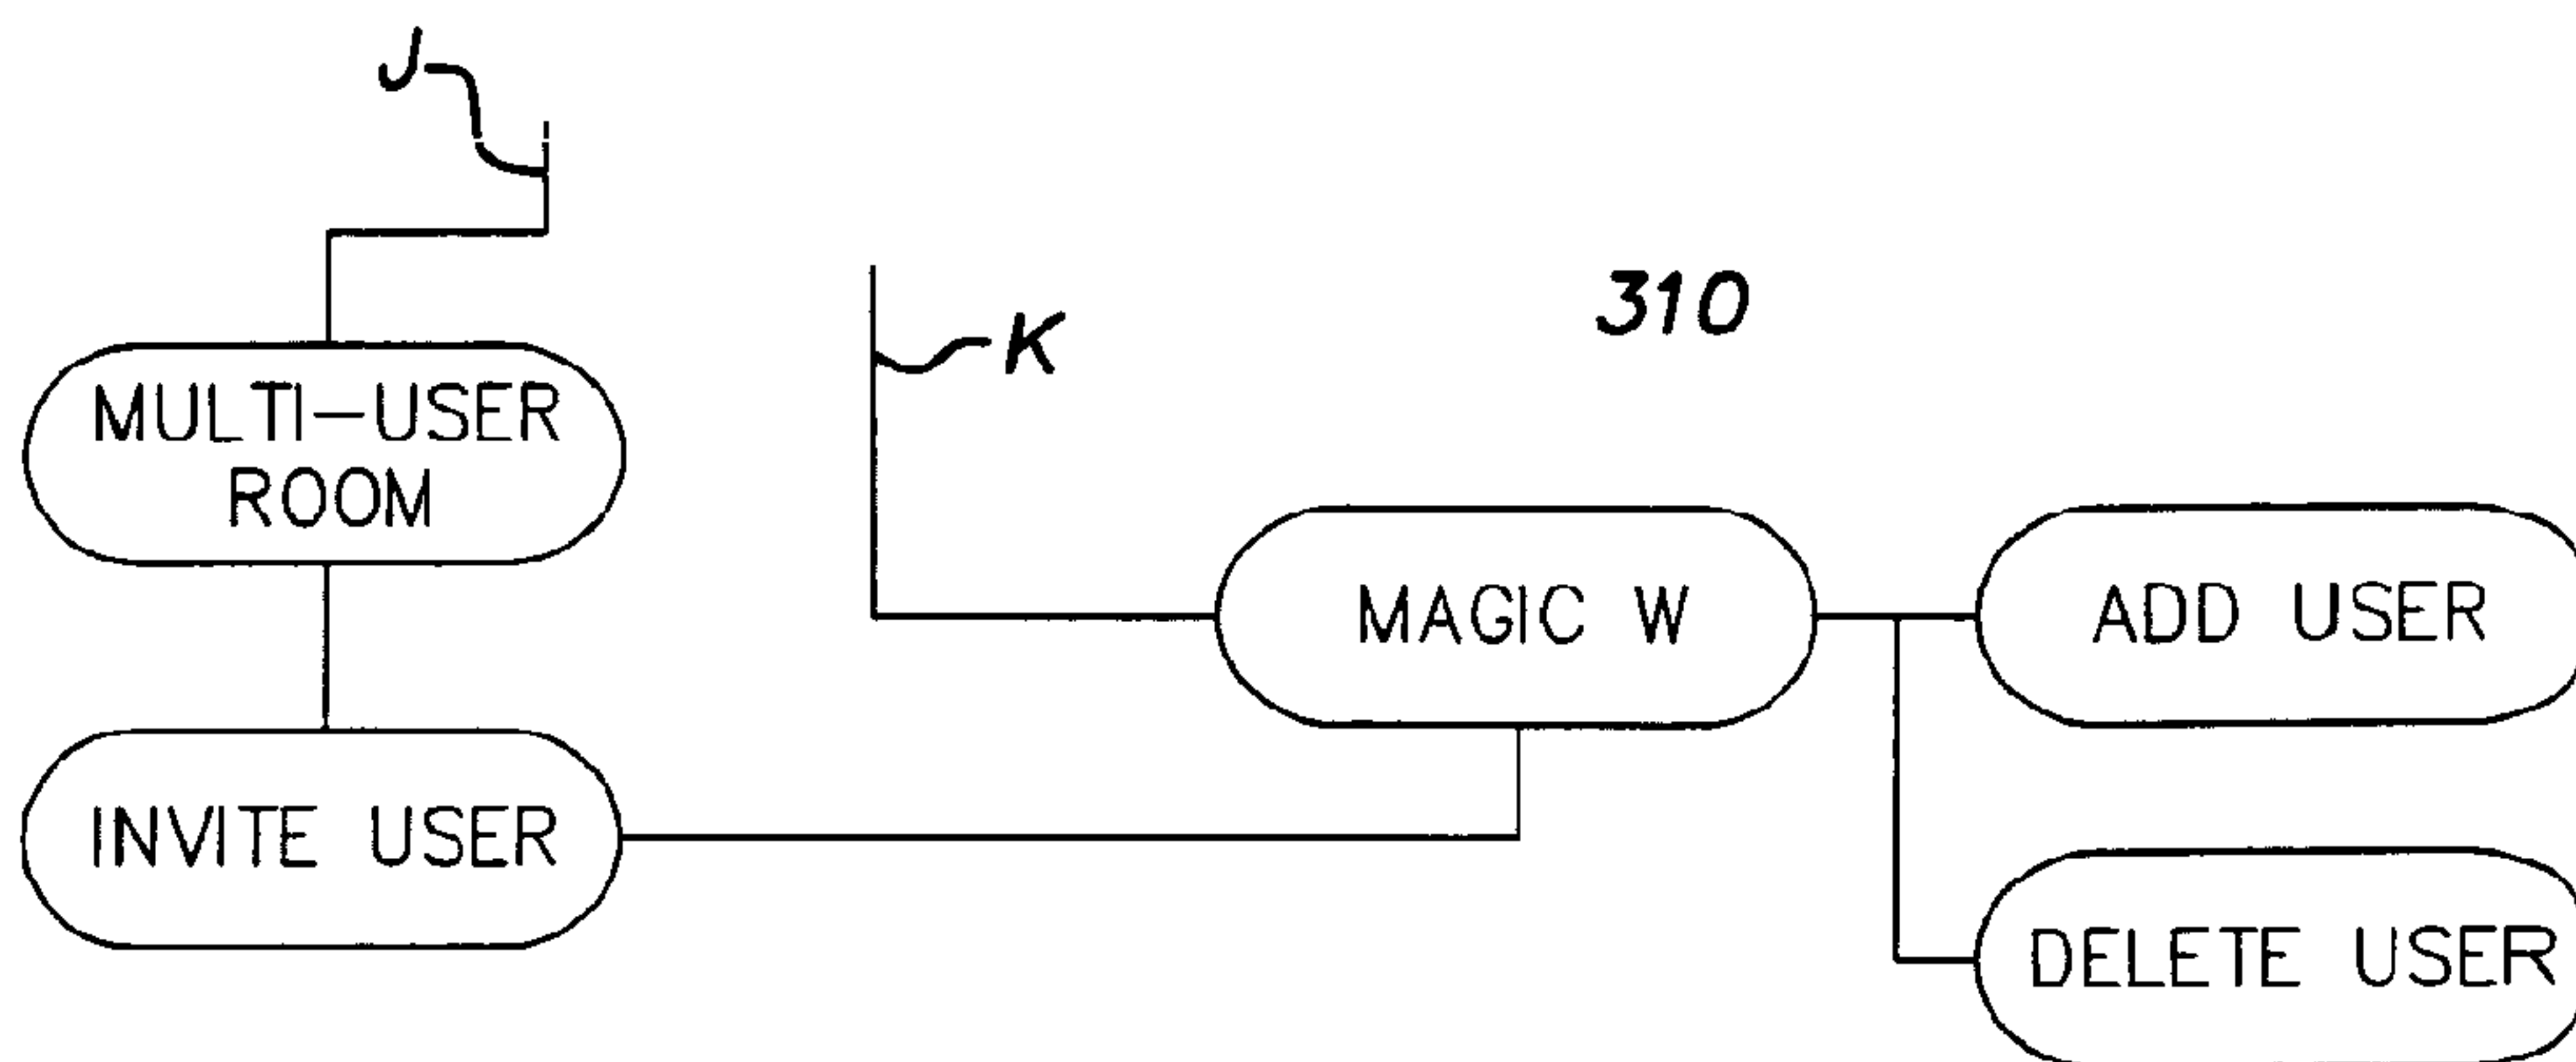 J
K
310
MULTI-USER
ROOM
MAGIC W
ADD USER
INVITE USER
DELETE USER